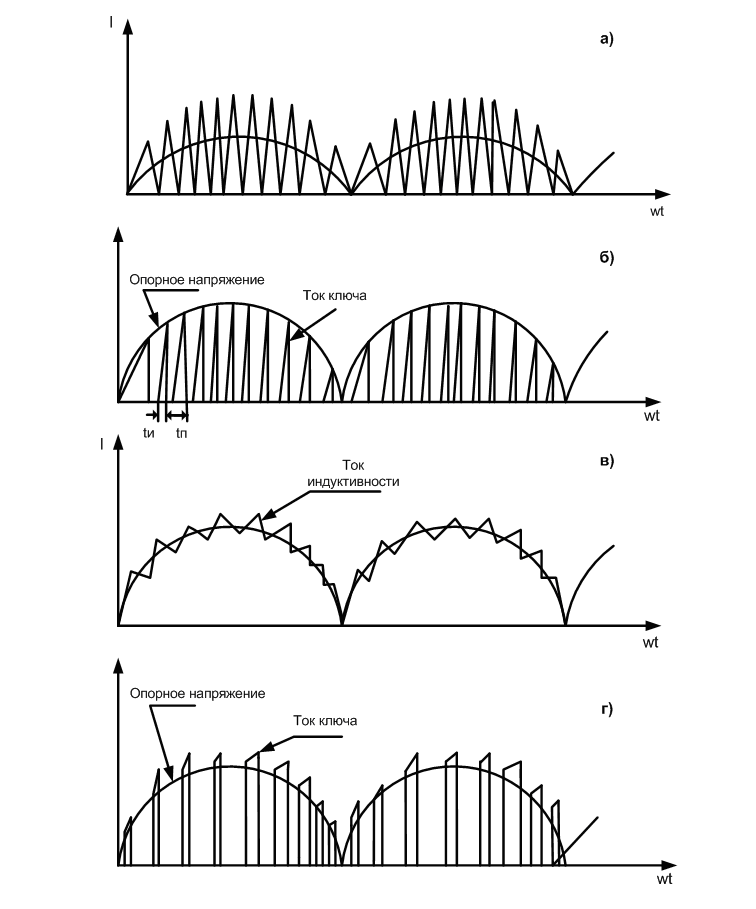 I
а)
wt
б)
Опорное напряжение
Ток ключа
wt
tи
tп
I
в)
Ток
индуктивности
wt
Опорное напряжение
г)
Ток ключа
wt